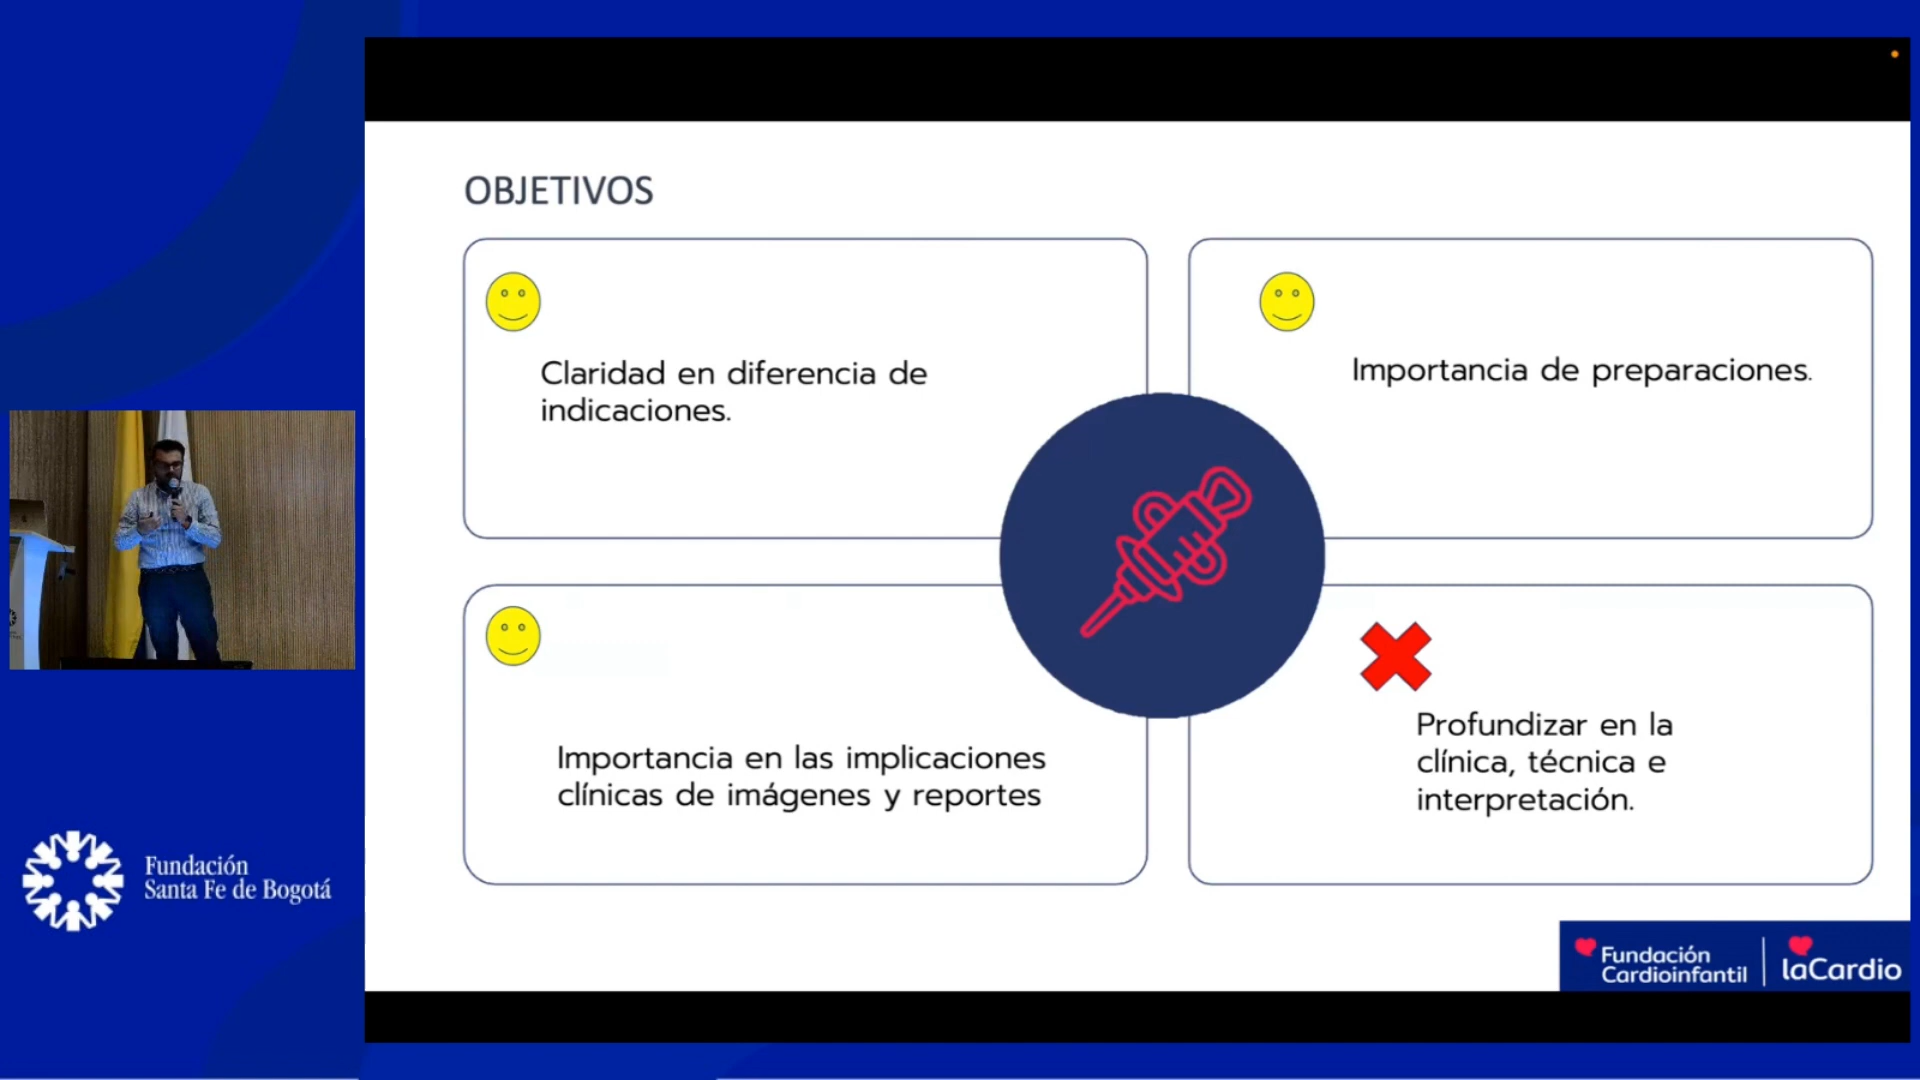 OBJETIVOS
Claridad en diferencia de
indicaciones.
Importancia de preparaciones.
Importancia en las implicaciones
clínicas de imágenes y reportes
Profundizar en la
clínica, técnica e
interpretación.
Fundación
Santa Fe de Bogotá
Fundación
Cardioinfantil
laCardio